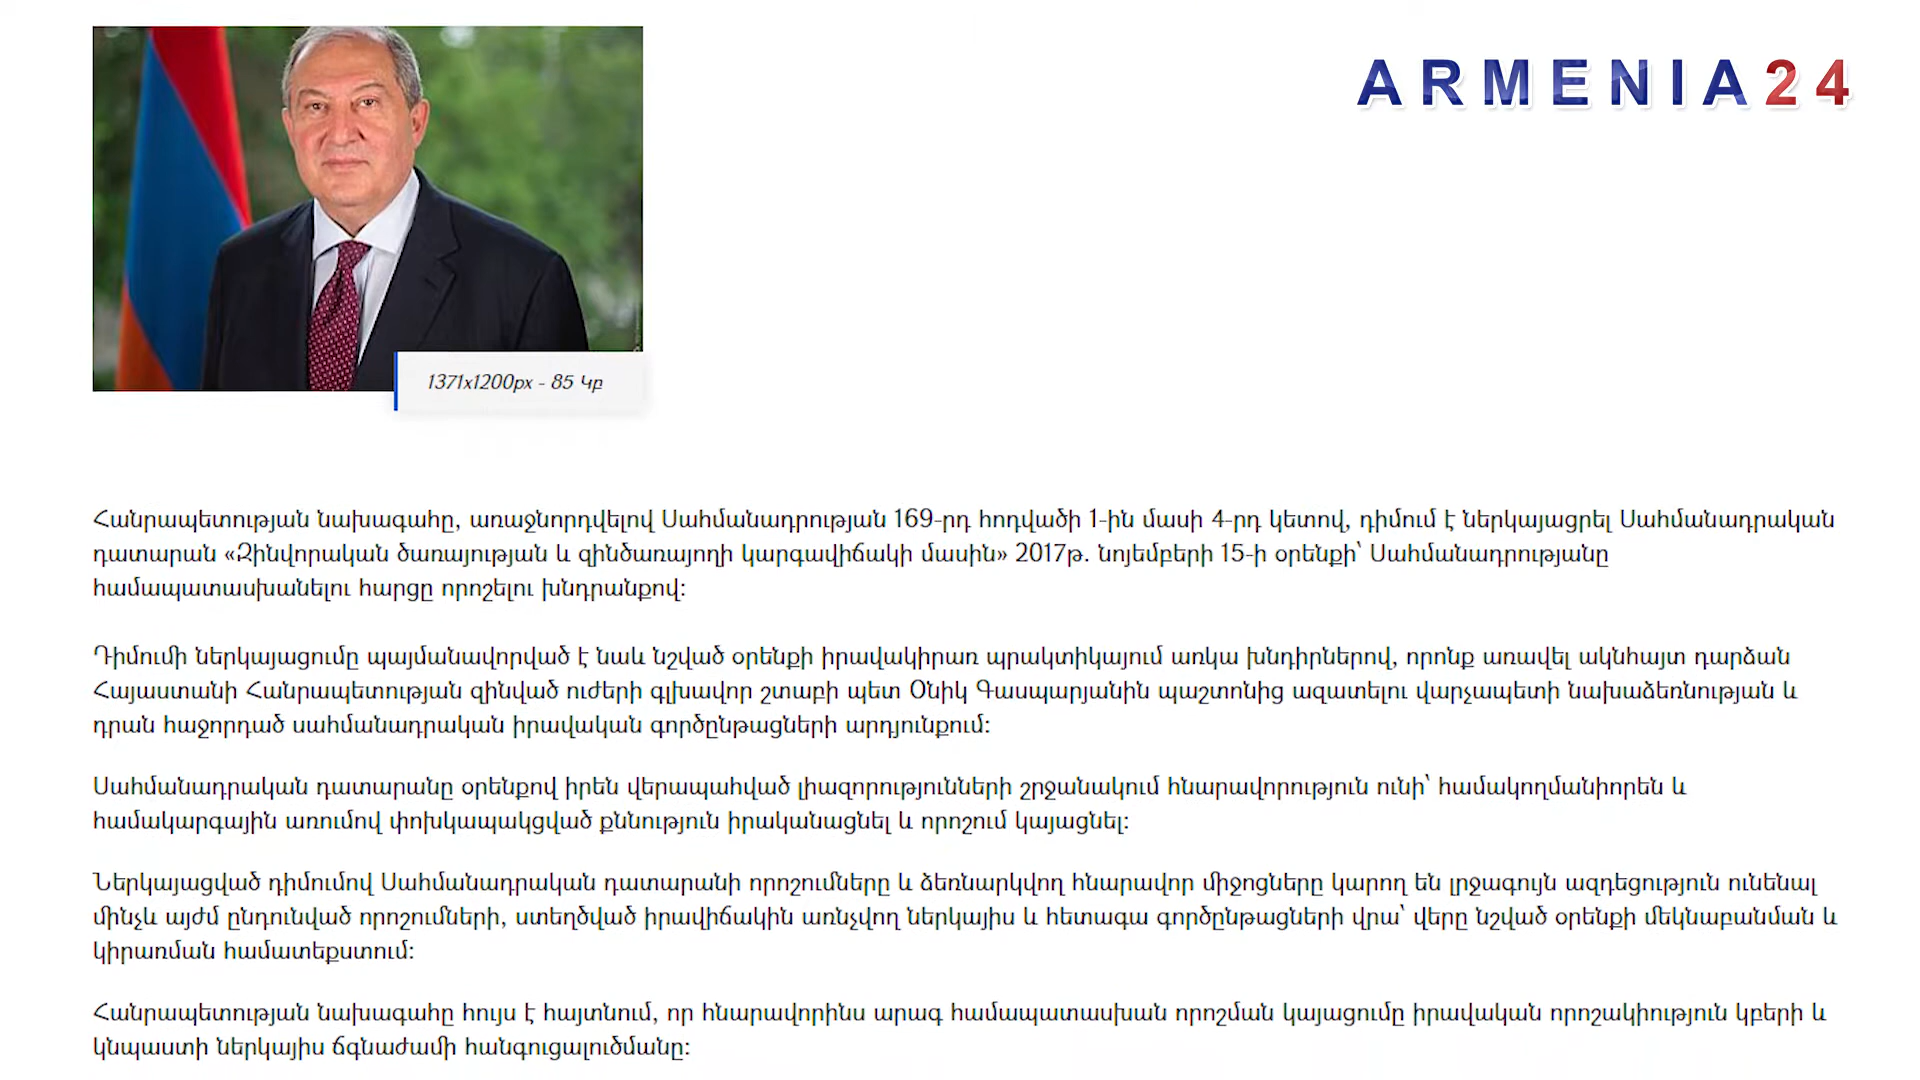 ARMENIA24
1371x1200px - 85 Կբ
Հանրապետության նախագահը, առաջնորդվելով Սահմանադրության 169-րդ հոդվածի 1-ին մասի 4-րդ կետով, դիմում է ներկայացրել Սահմանադրական
դատարան «Զինվորական ծառայության և զինծառայողի կարգավիճակի մասին» 2017թ. նոյեմբերի 15-ի օրենքի՝ Սահմանադրությանը
համապատասխանելու հարցը որոշելու խնդրանքով:
Դիմումի ներկայացումը պայմանավորված է նաև նշված օրենքի իրավակիրառ պրակտիկայում առկա խնդիրներով, որոնք առավել ակնհայտ դարձան
Հայաստանի Հանրապետության զինված ուժերի գլխավոր շտաբի պետ Օնիկ Գասպարյանին պաշտոնից ազատելու վարչապետի նախաձեռնության և
դրան հաջորդած սահմանադրական իրավական գործընթացների արդյունքում:
Սահմանադրական դատարանը օրենքով իրեն վերապահված լիազորությունների շրջանակում հնարավորություն ունի՝ համակողմանիորեն և
համակարգային առումով փոխկապակցված քննություն իրականացնել և որոշում կայացնել:
Ներկայացված դիմումով Սահմանադրական դատարանի որոշումները և ձեռնարկվող հնարավոր միջոցները կարող են լրջագույն ազդեցություն ունենալ
մինչև այժմ ընդունված որոշումների, ստեղծված իրավիճակին առնչվող ներկայիս և հետագա գործընթացների վրա՝ վերը նշված օրենքի մեկնաբանման և
կիրառման համատեքստում:
Հանրապետության նախագահը հույս է հայտնում, որ հնարավորինս արագ համապատասխան որոշման կայացումը իրավական որոշակիություն կբերի և
կնպաստի ներկայիս ճգնաժամի հանգուցալուծմանը: